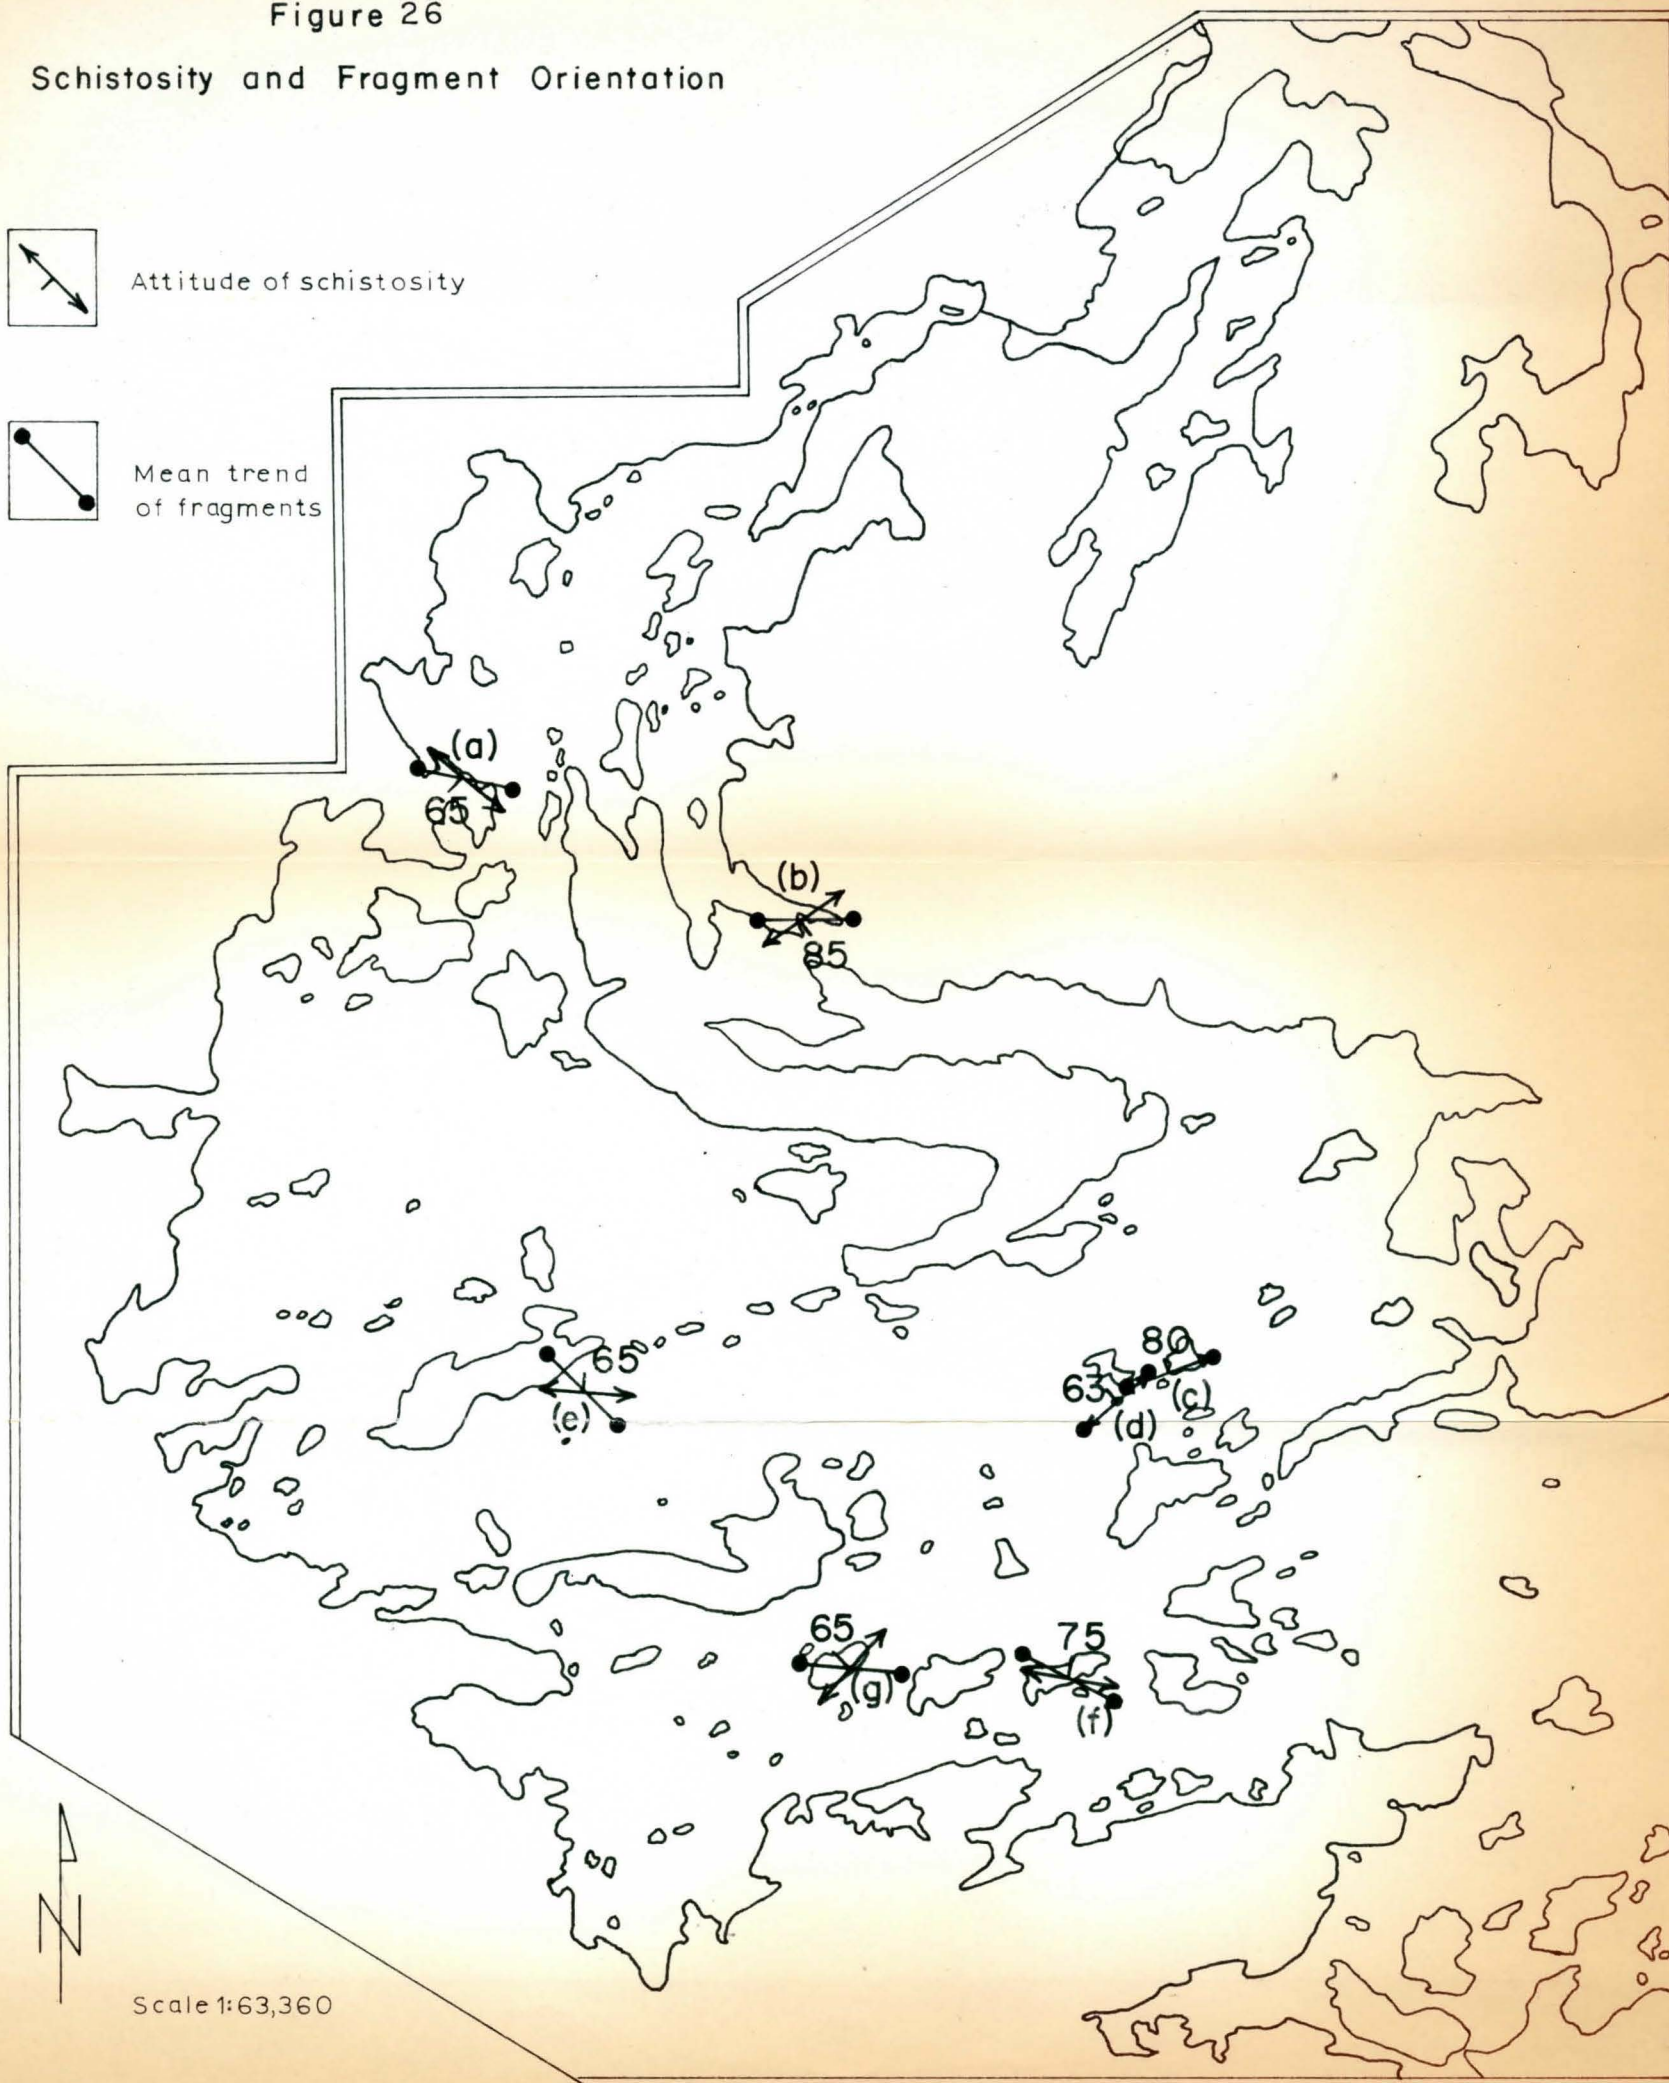 Figure 26
Schistosity and Fragment Orientation
Attitude of schistosity
Mean trend
of fragments
(a)
65
(b)
85
65
(e)
80
63
(c)
(d)
65
(g)
75
(f)
N
Scale 1:63,360